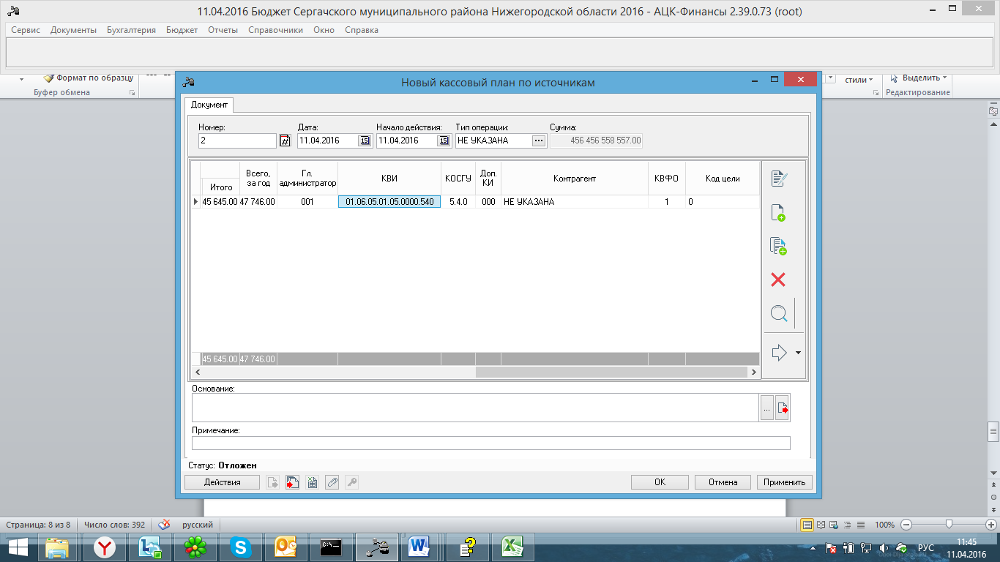 11.04.2016 Бюджет Сергачского муниципального района Нижегородской области 2016 - АЦК-Финансы 2.39.0.73 (root)
Сервис Документы Бухгалтерия Бюджет Отчеты Справочники Окно Справка
Формат по образцу
стили Выделить
Буфер обмена
Редактирование
Новый кассовый план по источникам
Документ
Номер: Дата: Начало действия: Тип операции: Сумма:
2 11.04.2016 15 11.04.2016 15 НЕ УКАЗАНА ... 456 456 558 557.00
Итого Всего, за год Гл. администратор КВИ КОСГУ Доп. КИ Контрагент КВФО Код цели
45 645.00 47 746.00 001 01.06.05.01.05.0000.540 5.4.0 000 НЕ УКАЗАНА 1 0
45 645.00 47 746.00
Основание:
...
Примечание:
Статус: Отложен
Действия OK Отмена Применить
Страница: 8 из 8 Число слов: 392 русский 100%
РУС 11:45
11.04.2016